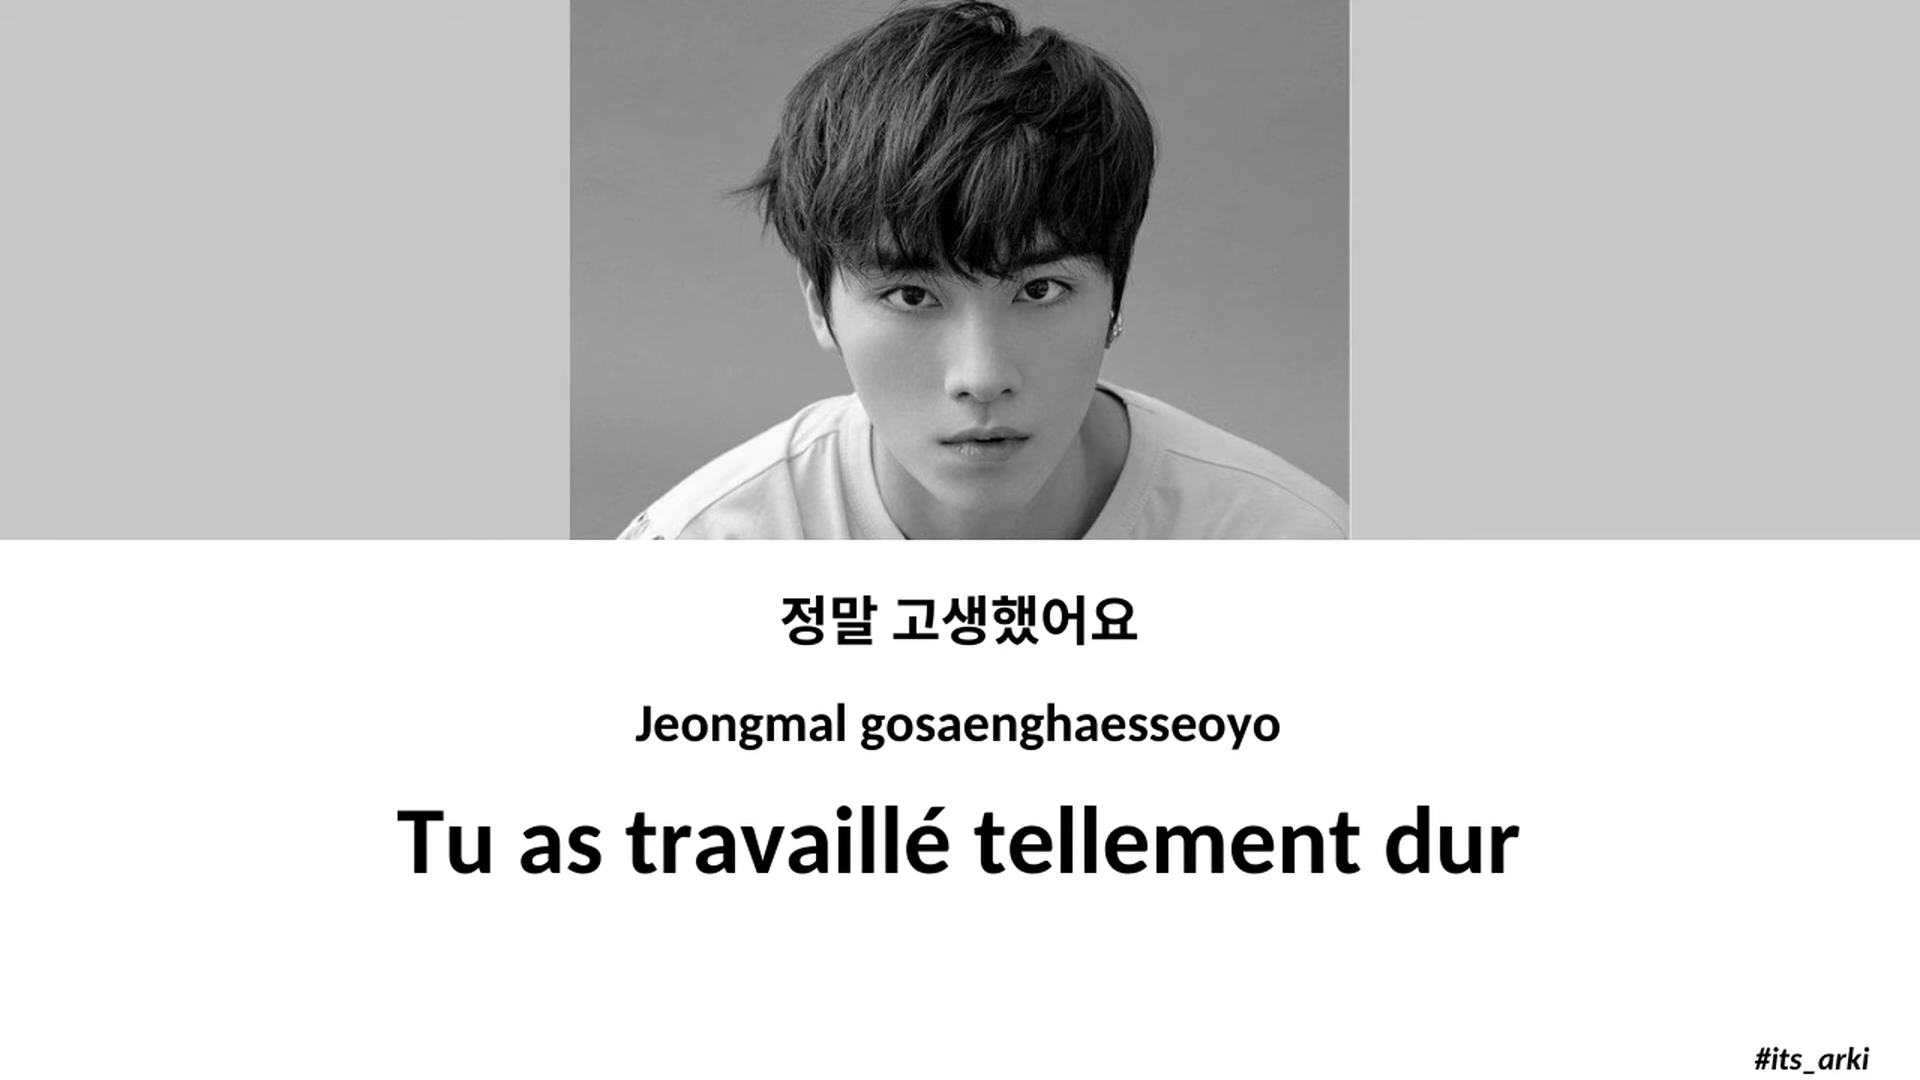 정말 고생했어요
Jeongmal gosaenghaesseoyo
Tu as travaillé tellement dur
#its_arki